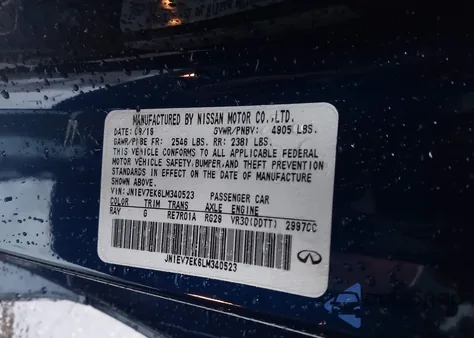 MANUFACTURED BY NISSAN MOTOR CO.,LTD.
DATE: 09/19 GVWR/PNBV: 4905 LBS.
GAWR/PNBE FR: 2546 LBS. RR: 2381 LBS.
THIS VEHICLE CONFORMS TO ALL APPLICABLE FEDERAL
MOTOR VEHICLE SAFETY, BUMPER, AND THEFT PREVENTION
STANDARDS IN EFFECT ON THE DATE OF MANUFACTURE
SHOWN ABOVE.
VIN: JN1EV7EK6LM340523 PASSENGER CAR
COLOR TRIM TRANS AXLE ENGINE
RAY G RE7R01A RG29 VR30(DDTT) 2997CC
JN1EV7EK6LM340523